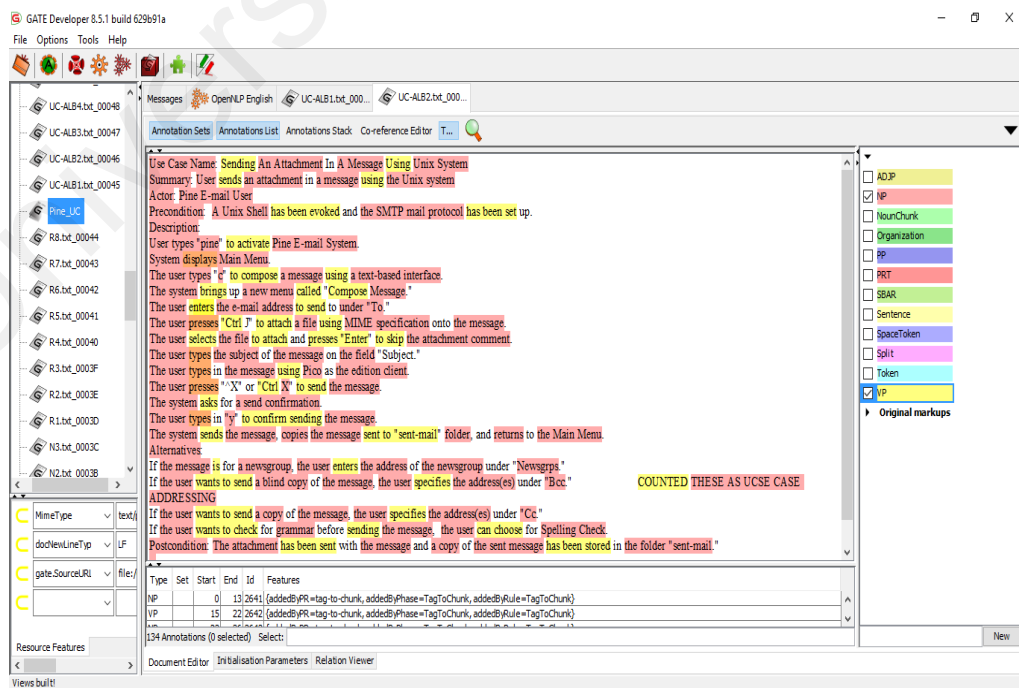 GATE Developer 8.5.1 build 629b91a
File Options Tools Help
UC-ALB4.txt_00048
UC-ALB3.txt_00047
UC-ALB2.txt_00046
UC-ALB1.txt_00045
Pine_UC
R8.txt_00044
R7.txt_00043
R6.txt_00042
R5.txt_00041
R4.txt_00040
R3.txt_0003F
R2.txt_0003E
R1.txt_0003D
N3.txt_0003C
N2.txt_0003B
MimeType text/
docNewLineTyp LF
gate.SourceURL file:/
Resource Features
Views built!
Messages OpenNLP English UC-ALB1.txt_000... UC-ALB2.txt_000...
Annotation Sets Annotations List Annotations Stack Co-reference Editor T...
Use Case Name: Sending An Attachment In A Message Using Unix System
Summary: User sends an attachment in a message using the Unix system
Actor: Pine E-mail User
Precondition: A Unix Shell has been evoked and the SMTP mail protocol has been set up.
Description:
User types "pine" to activate Pine E-mail System.
System displays Main Menu.
The user types "c" to compose a message using a text-based interface.
The system brings up a new menu called "Compose Message."
The user enters the e-mail address to send to under "To."
The user presses "Ctrl J" to attach a file using MIME specification onto the message.
The user selects the file to attach and presses "Enter" to skip the attachment comment.
The user types the subject of the message on the field "Subject."
The user types in the message using Pico as the edition client.
The user presses "^X" or "Ctrl X" to send the message.
The system asks for a send confirmation.
The user types in "y" to confirm sending the message.
The system sends the message, copies the message sent to "sent-mail" folder, and returns to the Main Menu.
Alternatives:
If the message is for a newsgroup, the user enters the address of the newsgroup under "Newsgrps."
If the user wants to send a blind copy of the message, the user specifies the address(es) under "Bcc." COUNTED THESE AS UCSE CASE
ADDRESSING
If the user wants to send a copy of the message, the user specifies the address(es) under "Cc."
If the user wants to check for grammar before sending the message, the user can choose for Spelling Check.
Postcondition: The attachment has been sent with the message and a copy of the sent message has been stored in the folder "sent-mail."
Type Set Start End Id Features
NP 0 13 2641 {addedByPR=tag-to-chunk, addedByPhase=TagToChunk, addedByRule=TagToChunk}
VP 15 22 2642 {addedByPR=tag-to-chunk, addedByPhase=TagToChunk, addedByRule=TagToChunk}
134 Annotations (0 selected) Select:
Document Editor Initialisation Parameters Relation Viewer
ADJP
NP
NounChunk
Organization
PP
PRT
SBAR
Sentence
SpaceToken
Split
Token
VP
Original markups
New